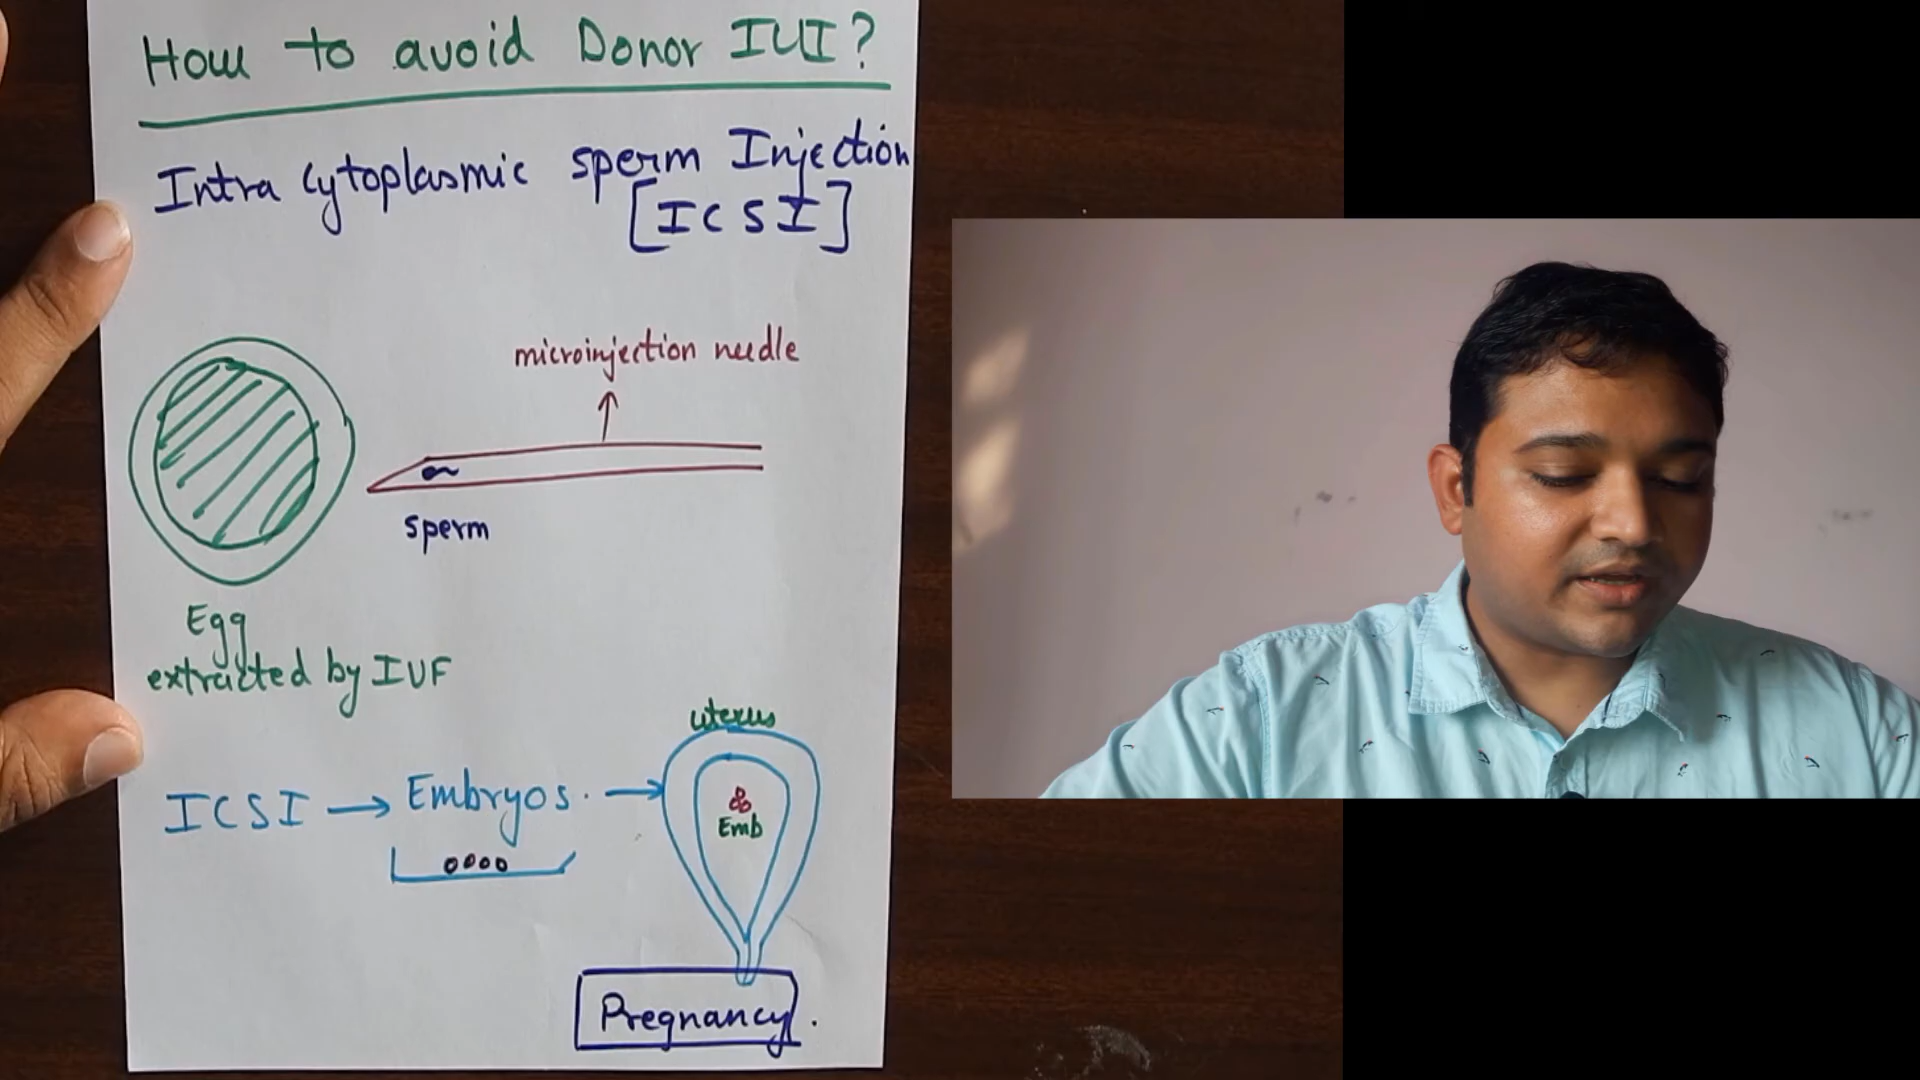 How to avoid Donor IUI?
Intra Cytoplasmic sperm Injection
[ICSI]
microinjection needle
sperm
Egg
extracted by IVF
uterus
ICSI → Embryos. →
Emb
Pregnancy.